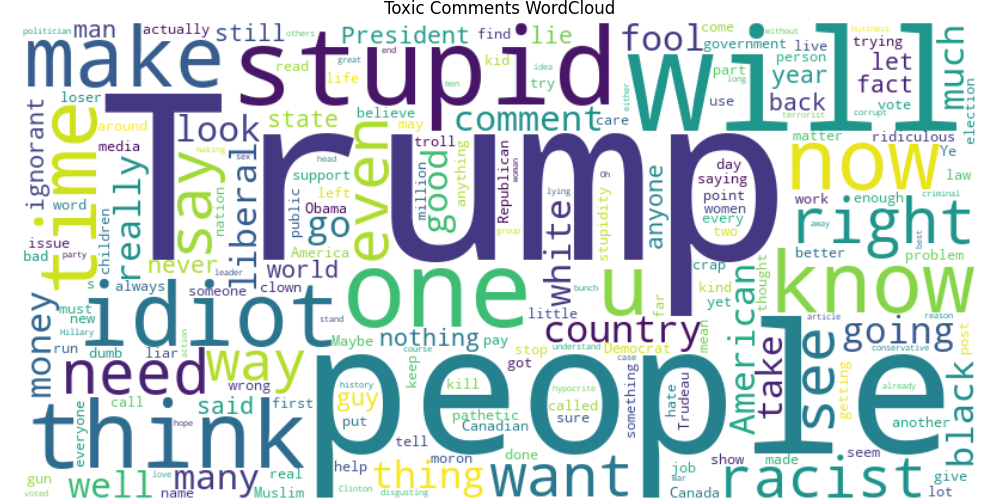 Toxic Comments WordCloud
politician
man
actually
still
others
President
find
lie
fool
come
without
business
make
stupid
end
great
kid
idea
read
life
men
try
government
live
person
trying
part
long
let
will
much
loser
look
state
believe
comment
care
use
year
back
terrorist
fact
vote
corrupt
election
ignorant
time
around
media
say
may
Trump
troll
either
matter
ridiculous
Ye
making
sex
head
even
good
anything
Republican
woman
Oh
lying
stupidity
anyone
day
saying
point
women
every
two
now
law
word
really
nation
liberal
support
public
left
million
work
enough
criminal
issue
bad
party
children
never
Obama
go
America
group
white
right
away
best
better
problem
s
always
leader
someone
world
clown
one
u
bunch
little
far
scrap
kind
yet
thought
know
must
new
Hillary
idiot
stand
Maybe
nothing
pay
country
mean
American
take
see
article
going
reason
post
money
run
dumb
liar
action
way
course
keep
stop
got
understand
Democrat
case
conservative
need
wrong
history
guy
put
people
kill
hypocrite
called
sure
something
hate
Trudeau
getting
already
another
black
think
call
said
first
pathetic
Canadian
everyone
hope
tell
done
moron
help
thing
want
job
Bar
show
made
seem
racist
give
lot
gun
voted
well
many
love
name
real
Muslim
Clinton
disgusting
Canada